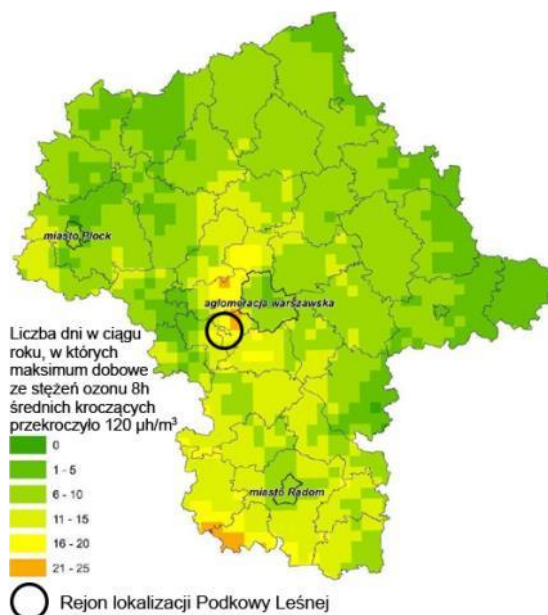 miasto Płock
aglomeracja warszawska
Liczba dni w ciągu
roku, w których
maksimum dobowe
ze stężeń ozonu 8h
średnich kroczących
przekroczyło 120 µh/m³
0
1 - 5
6 - 10
11 - 15
16 - 20
21 - 25
miasto Radom
Rejon lokalizacji Podkowy Leśnej